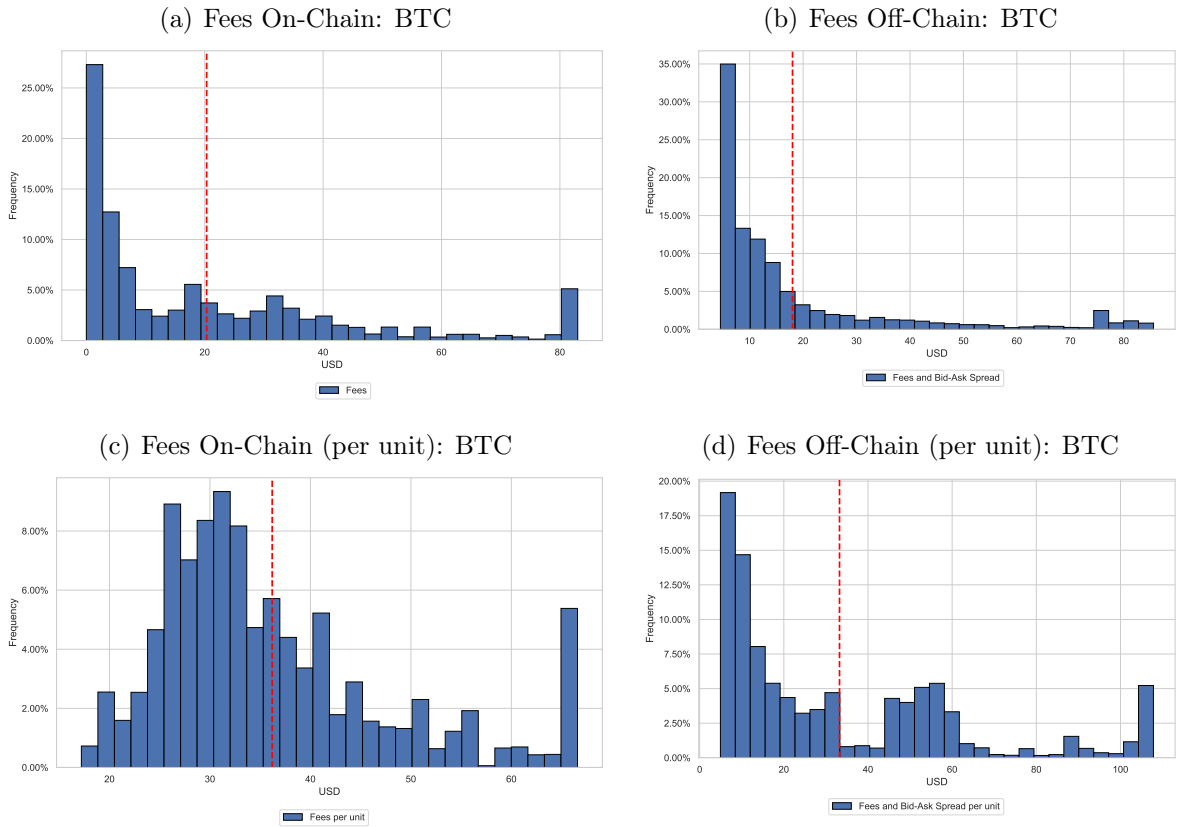 (a) Fees On-Chain: BTC
25.00%
20.00%
15.00%
10.00%
5.00%
0.00%
Frequency
0 20 40 60 80
USD
Fees
(b) Fees Off-Chain: BTC
35.00%
30.00%
25.00%
20.00%
15.00%
10.00%
5.00%
0.00%
Frequency
10 20 30 40 50 60 70 80
USD
Fees and Bid-Ask Spread
(c) Fees On-Chain (per unit): BTC
8.00%
6.00%
4.00%
2.00%
0.00%
Frequency
20 30 40 50 60
USD
Fees per unit
(d) Fees Off-Chain (per unit): BTC
20.00%
17.50%
15.00%
12.50%
10.00%
7.50%
5.00%
2.50%
0.00%
Frequency
0 20 40 60 80 100
USD
Fees and Bid-Ask Spread per unit